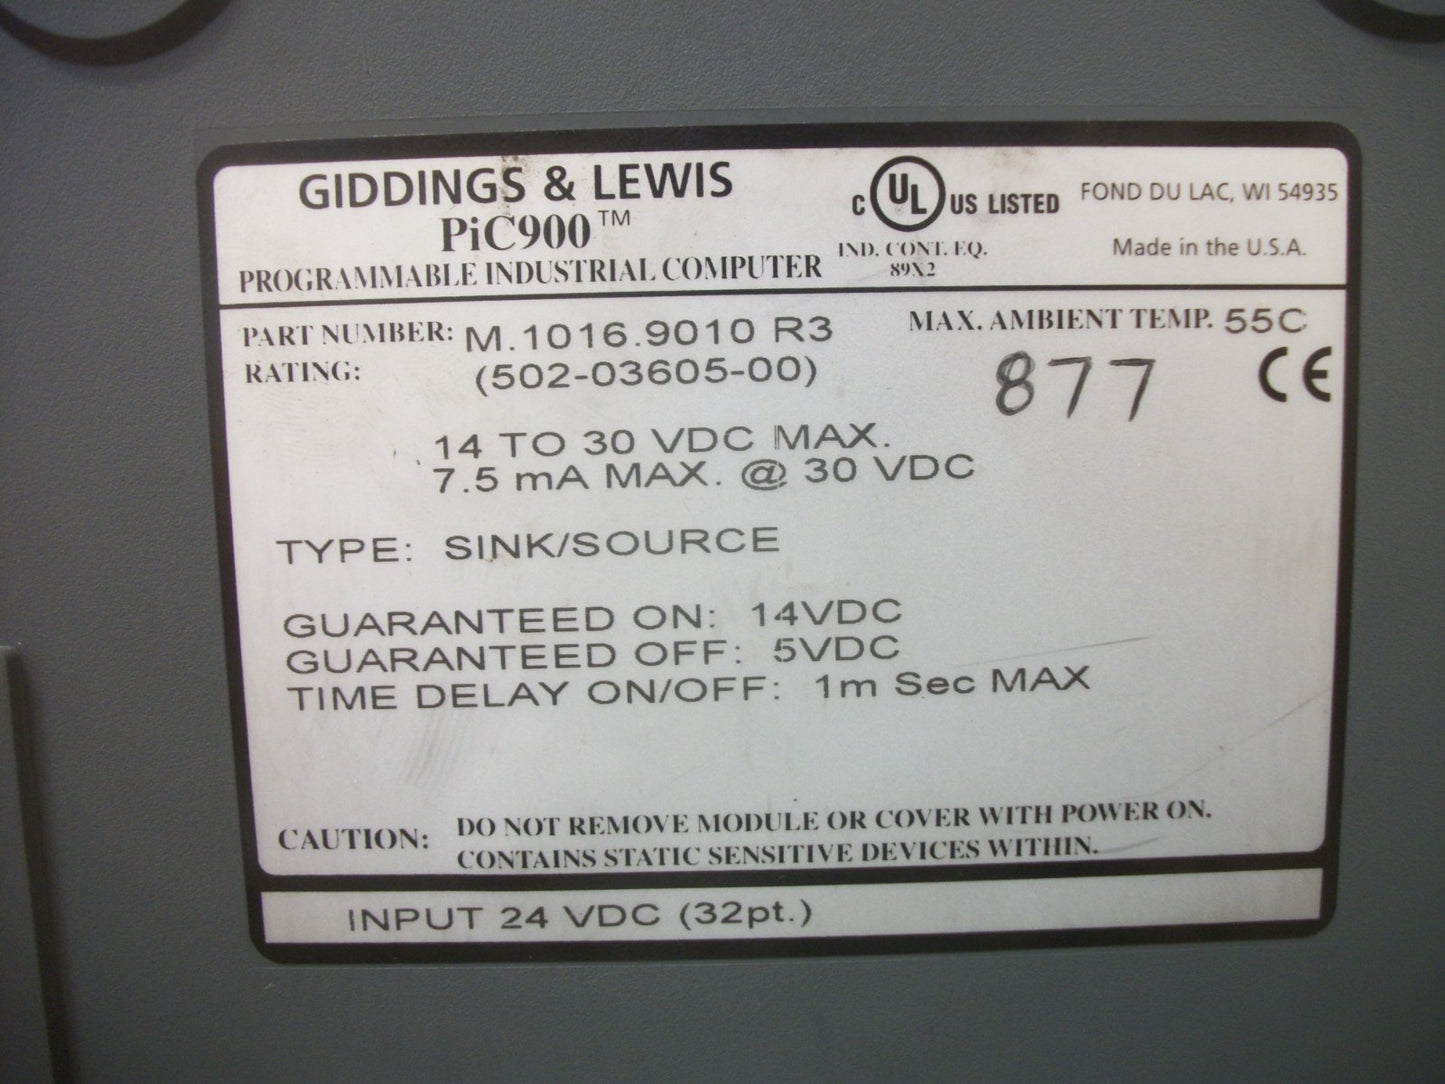 GIDDINGS & LEWIS
PiC900™
PROGRAMMABLE INDUSTRIAL COMPUTER
C UL US LISTED
IND. CONT. EQ.
89X2
FOND DU LAC, WI 54935
Made in the U.S.A.
PART NUMBER: M.1016.9010 R3
MAX. AMBIENT TEMP. 55C
RATING: (502-03605-00)
877
CE
14 TO 30 VDC MAX.
7.5 mA MAX. @ 30 VDC
TYPE: SINK/SOURCE
GUARANTEED ON: 14VDC
GUARANTEED OFF: 5VDC
TIME DELAY ON/OFF: 1m Sec MAX
CAUTION: DO NOT REMOVE MODULE OR COVER WITH POWER ON.
CONTAINS STATIC SENSITIVE DEVICES WITHIN.
INPUT 24 VDC (32pt.)